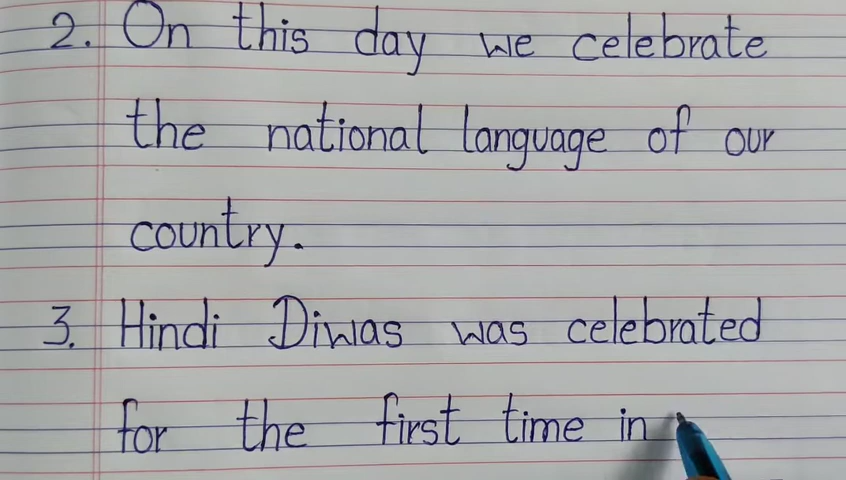 2. On this day we celebrate
the national language of our
country.
3. Hindi Diwas was celebrated
for the first time in